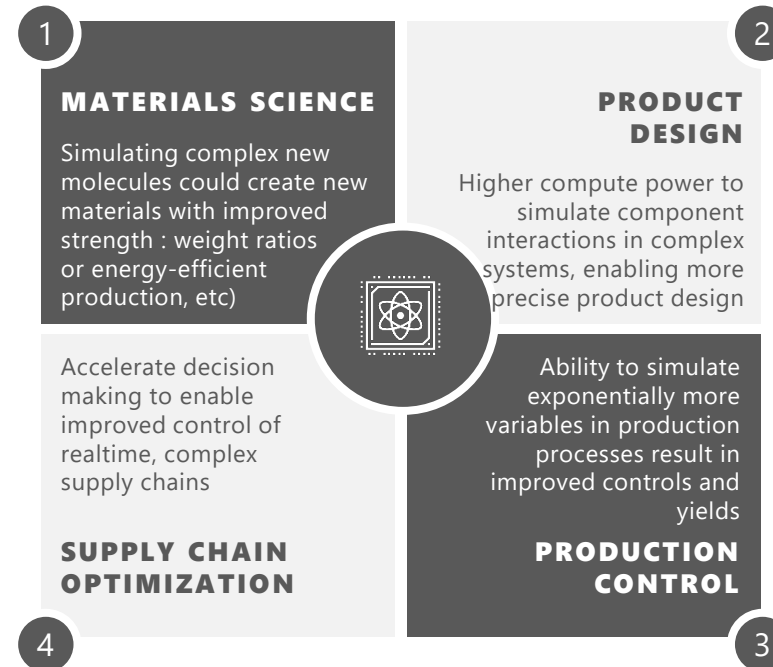 1
MATERIALS SCIENCE
Simulating complex new
molecules could create new
materials with improved
strength : weight ratios
or energy-efficient
production, etc)
2
PRODUCT
DESIGN
Higher compute power to
simulate component
interactions in complex
systems, enabling more
precise product design
Ability to simulate
exponentially more
variables in production
processes result in
improved controls and
yields
PRODUCTION
CONTROL
3
Accelerate decision
making to enable
improved control of
realtime, complex
supply chains
SUPPLY CHAIN
OPTIMIZATION
4